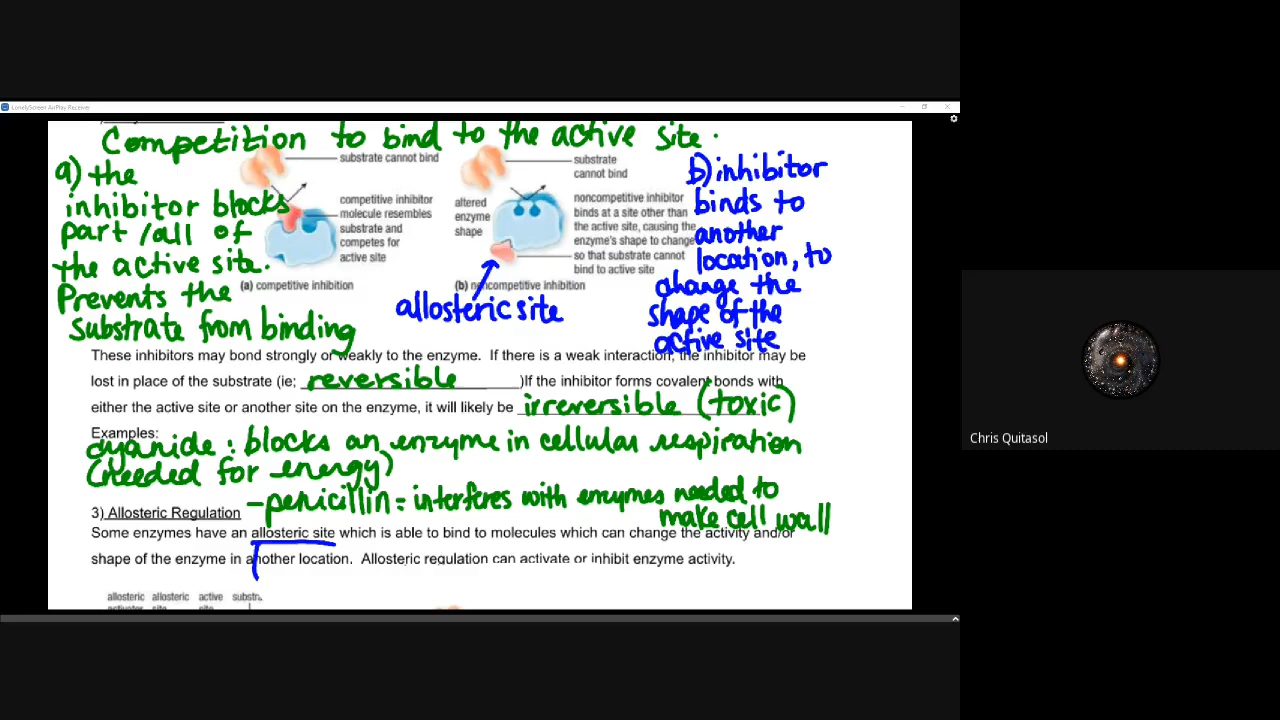 LonelyScreen AirPlay Receiver
Competition to bind to the active site.
a) the
inhibitor blocks
part/all of
the active site.
Prevents the
substrate from binding
substrate cannot bind
competitive inhibitor
molecule resembles
substrate and
competes for
active site
(a) competitive inhibition
substrate
cannot bind
altered
enzyme
shape
noncompetitive inhibitor
binds at a site other than
the active site, causing the
enzyme's shape to change
so that substrate cannot
bind to active site
(b) noncompetitive inhibition
allosteric site
b) inhibitor
binds to
another
location, to
change the
shape of the
active site
These inhibitors may bond strongly or weakly to the enzyme. If there is a weak interaction, the inhibitor may be
lost in place of the substrate (ie; reversible )If the inhibitor forms covalent bonds with
either the active site or another site on the enzyme, it will likely be irreversible (toxic)
Examples:
cyanide : blocks an enzyme in cellular respiration
(needed for energy)
- penicillin = interferes with enzymes needed to
make cell wall
3) Allosteric Regulation
Some enzymes have an allosteric site which is able to bind to molecules which can change the activity and/or
shape of the enzyme in another location. Allosteric regulation can activate or inhibit enzyme activity.
allosteric allosteric active
Chris Quitasol